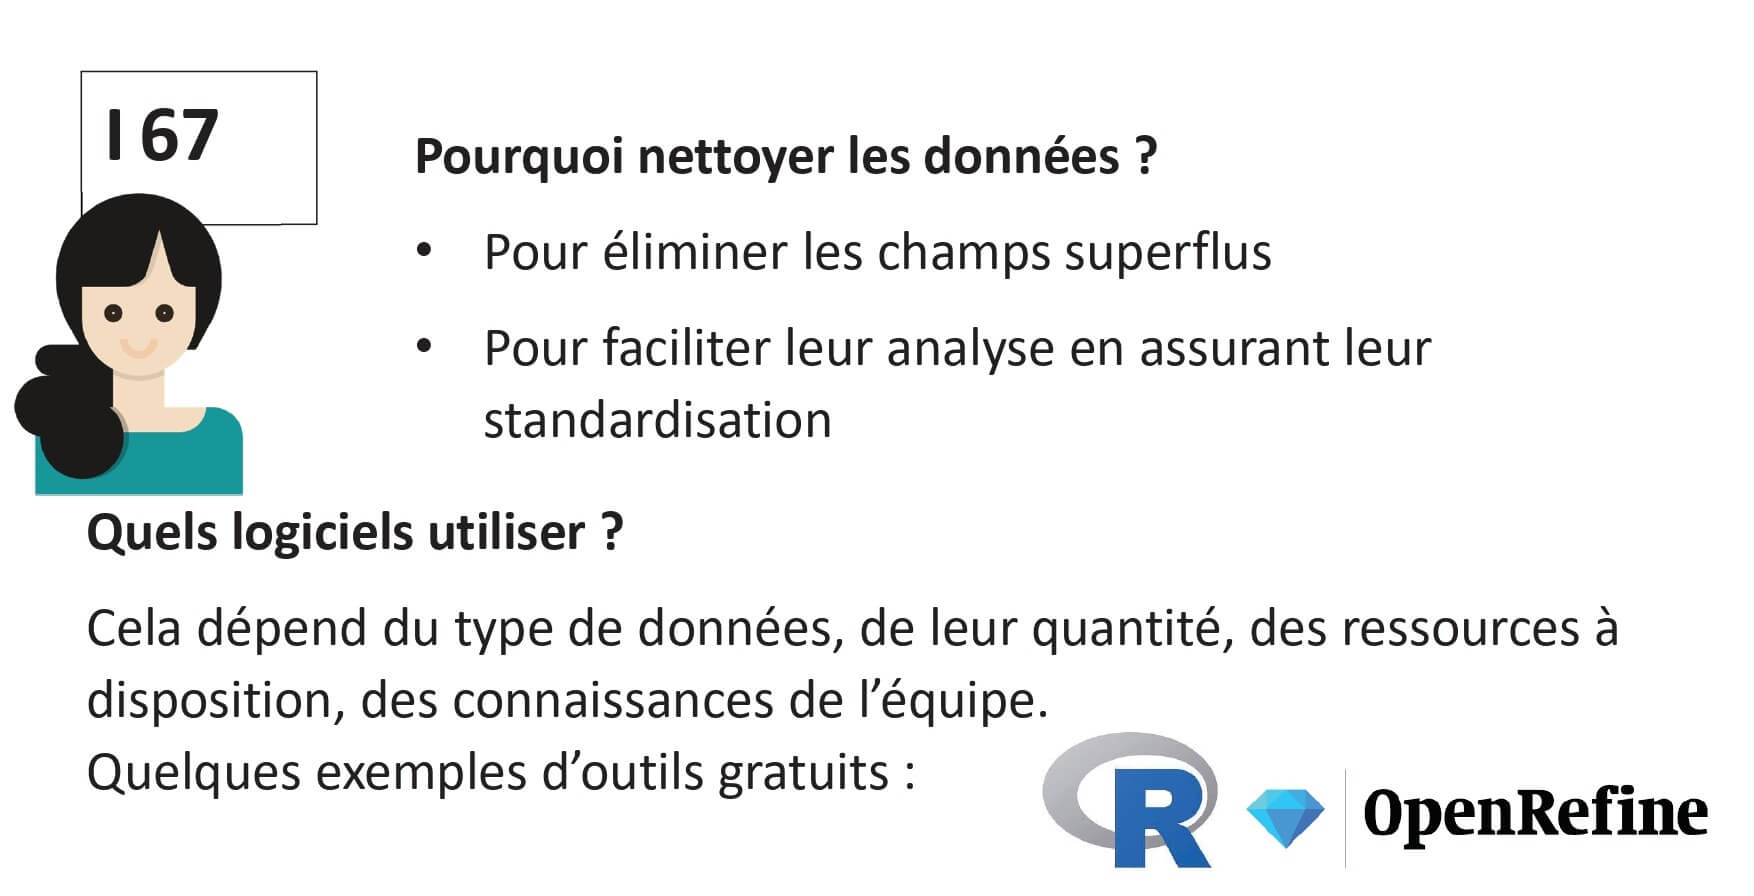 I 67
Pourquoi nettoyer les données ?
• Pour éliminer les champs superflus
• Pour faciliter leur analyse en assurant leur
standardisation
Quels logiciels utiliser ?
Cela dépend du type de données, de leur quantité, des ressources à
disposition, des connaissances de l’équipe.
Quelques exemples d’outils gratuits :
R
OpenRefine